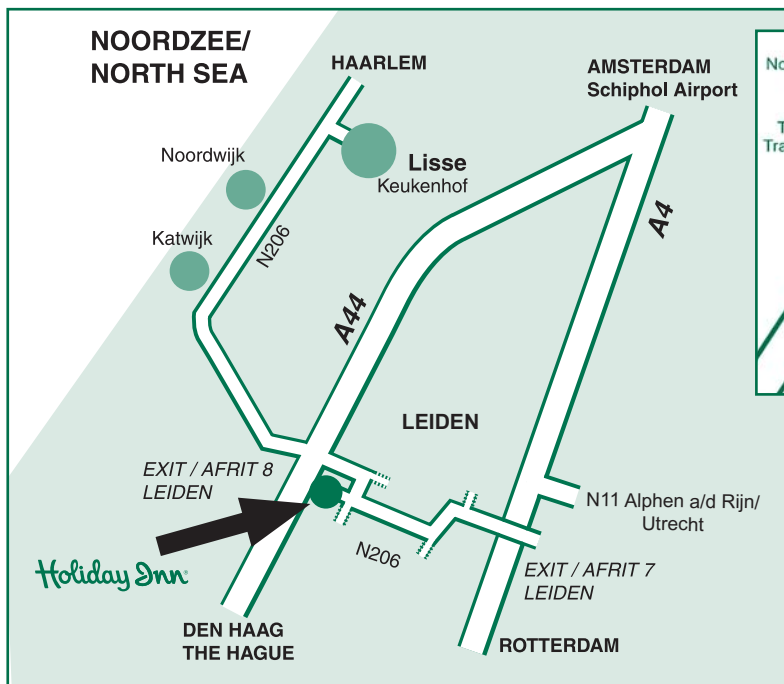 NOORDZEE/
NORTH SEA
HAARLEM
AMSTERDAM
Schiphol Airport
Noordwijk
Lisse
Keukenhof
Katwijk
N206
A4
A44
LEIDEN
EXIT / AFRIT 8
LEIDEN
N11 Alphen a/d Rijn/
Utrecht
Holiday Inn®
N206
EXIT / AFRIT 7
LEIDEN
DEN HAAG
THE HAGUE
ROTTERDAM